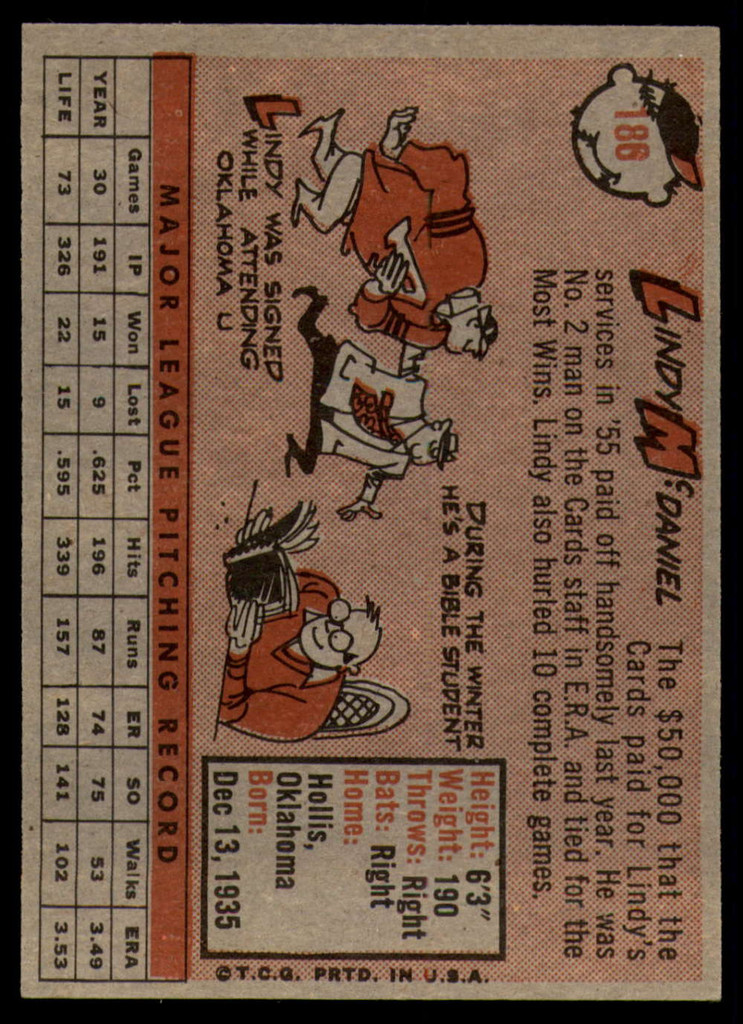 186
LINDY McDANIEL
The $50,000 that the
Cards paid for Lindy's
services in '55 paid off handsomely last year. He was
No. 2 man on the Cards staff in E.R.A. and tied for the
Most Wins. Lindy also hurled 10 complete games.
LINDY WAS SIGNED
WHILE ATTENDING
OKLAHOMA U
DURING THE WINTER
HE'S A BIBLE STUDENT
Height: 6'3"
Weight: 190
Throws: Right
Bats: Right
Home:
Hollis,
Oklahoma
Born:
Dec 13, 1935
©T.C.G. PRTD. IN U.S.A.
MAJOR LEAGUE PITCHING RECORD
Games IP Won Lost Pct Hits Runs ER SO Walks ERA
YEAR 30 191 15 9 .625 196 87 74 75 53 3.49
LIFE 73 326 22 15 .595 339 157 128 141 102 3.53